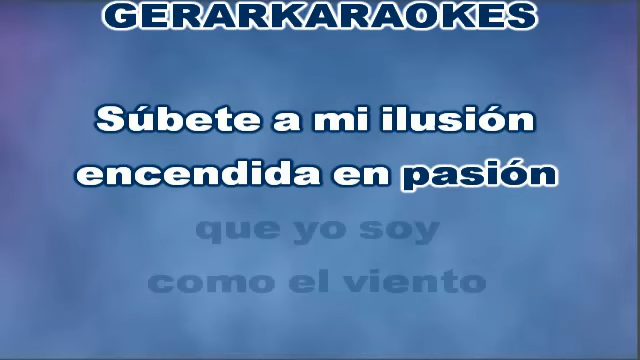 GERARKARAOKES
Súbete a mi ilusión
encendida en pasión
que yo soy
como el viento